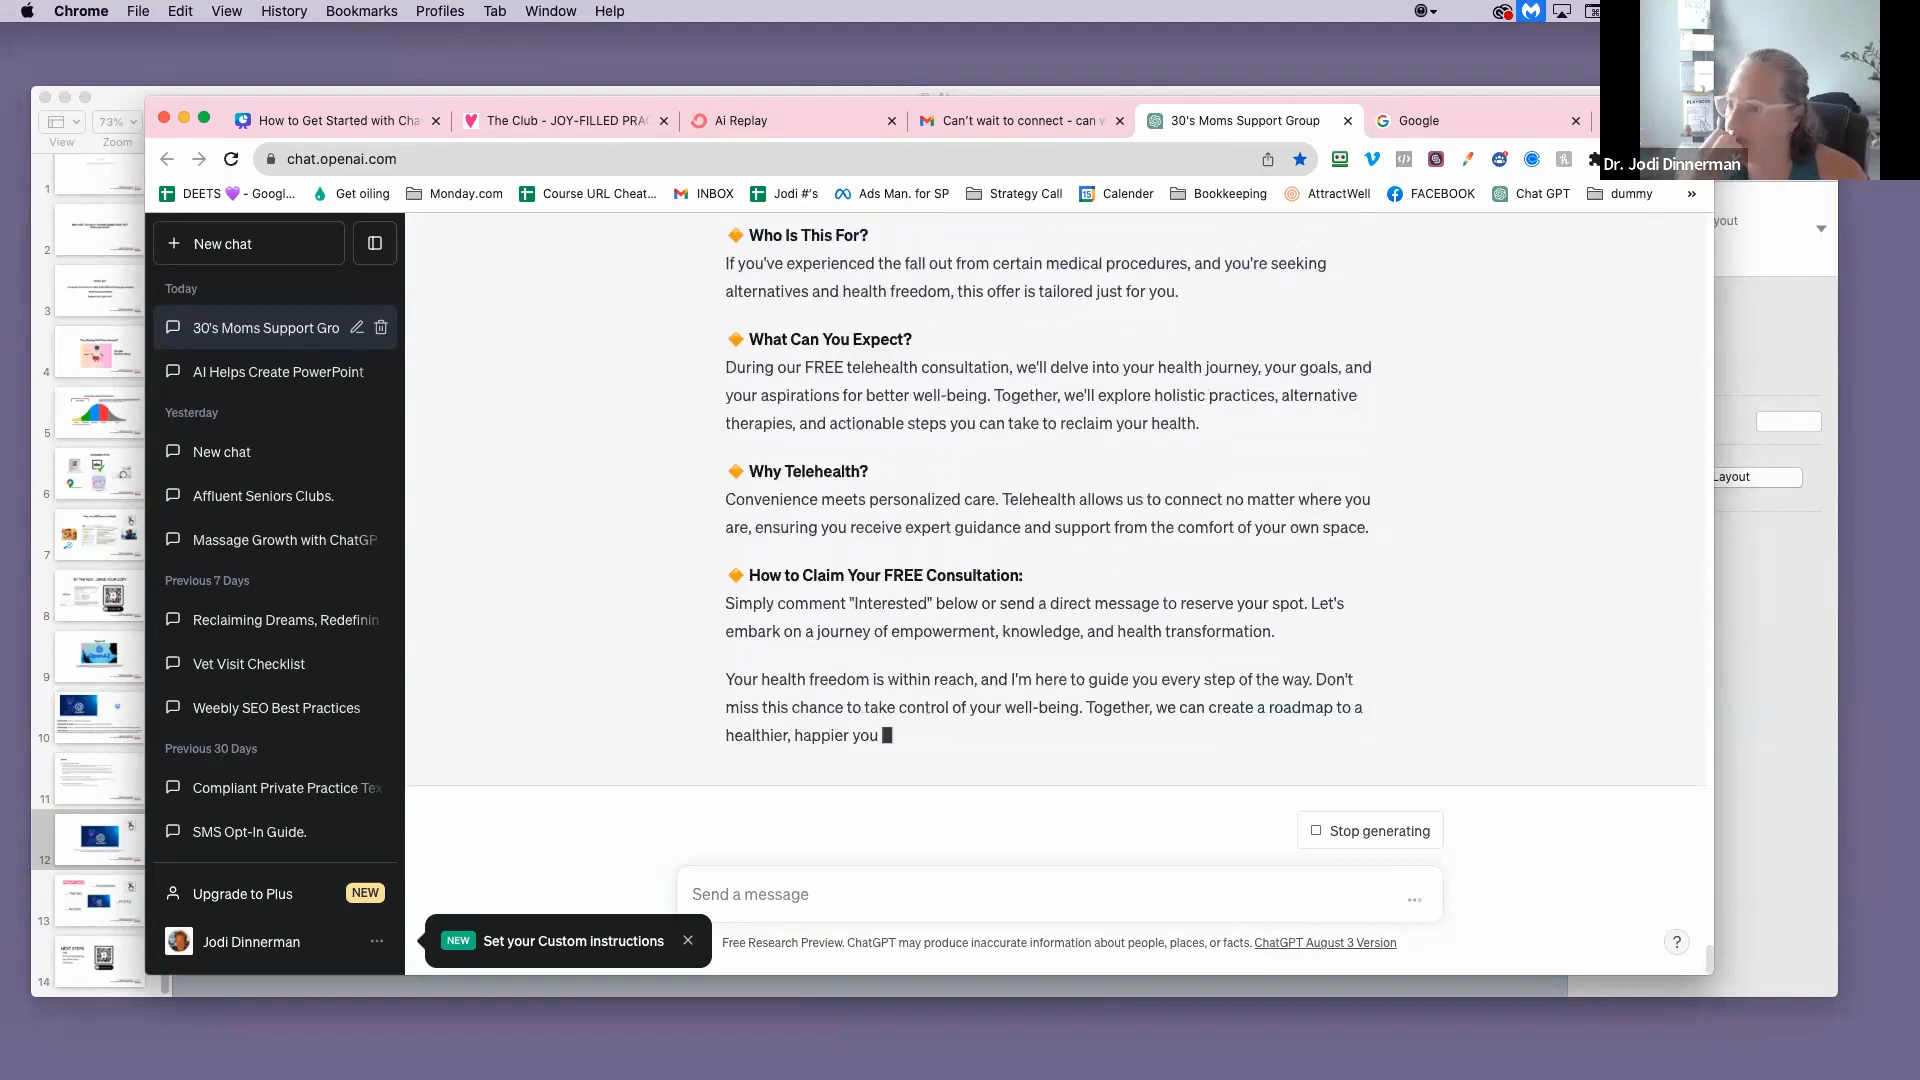 Chrome File Edit View History Bookmarks Profiles Tab Window Help
How to Get Started with Cha
The Club - JOY-FILLED PRA
Ai Replay
Can't wait to connect - can w
30's Moms Support Group
Google
chat.openai.com
DEETS 💜 - Googl...
Get oiling
Monday.com
Course URL Cheat...
INBOX
Jodi #'s
Ads Man. for SP
Strategy Call
Calender
Bookkeeping
AttractWell
FACEBOOK
Chat GPT
dummy
»
Dr. Jodi Dinnerman
73%
View
Zoom
1
2
3
4
5
6
7
8
9
10
11
12
13
14
yout
Layout
+ New chat
Today
30's Moms Support Gro
AI Helps Create PowerPoint
Yesterday
New chat
Affluent Seniors Clubs.
Massage Growth with ChatGP
Previous 7 Days
Reclaiming Dreams, Redefinin
Vet Visit Checklist
Weebly SEO Best Practices
Previous 30 Days
Compliant Private Practice Tex
SMS Opt-In Guide.
Upgrade to Plus NEW
Jodi Dinnerman ...
🔶 Who Is This For?
If you've experienced the fall out from certain medical procedures, and you're seeking
alternatives and health freedom, this offer is tailored just for you.
🔶 What Can You Expect?
During our FREE telehealth consultation, we'll delve into your health journey, your goals, and
your aspirations for better well-being. Together, we'll explore holistic practices, alternative
therapies, and actionable steps you can take to reclaim your health.
🔶 Why Telehealth?
Convenience meets personalized care. Telehealth allows us to connect no matter where you
are, ensuring you receive expert guidance and support from the comfort of your own space.
🔶 How to Claim Your FREE Consultation:
Simply comment "Interested" below or send a direct message to reserve your spot. Let's
embark on a journey of empowerment, knowledge, and health transformation.
Your health freedom is within reach, and I'm here to guide you every step of the way. Don't
miss this chance to take control of your well-being. Together, we can create a roadmap to a
healthier, happier you
Stop generating
Send a message
...
NEW Set your Custom instructions
Free Research Preview. ChatGPT may produce inaccurate information about people, places, or facts. ChatGPT August 3 Version
?